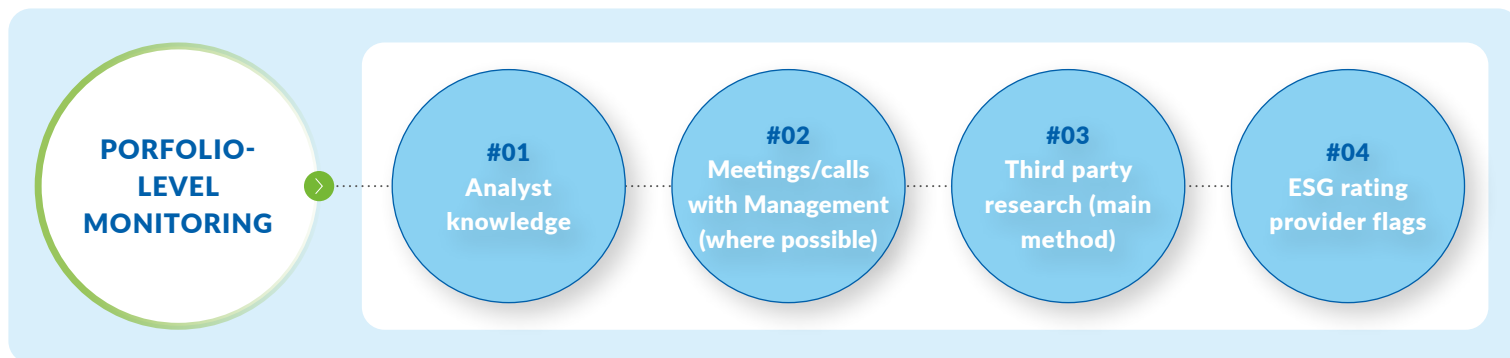 PORFOLIO-
LEVEL
MONITORING
#01
Analyst
knowledge
#02
Meetings/calls
with Management
(where possible)
#03
Third party
research (main
method)
#04
ESG rating
provider flags